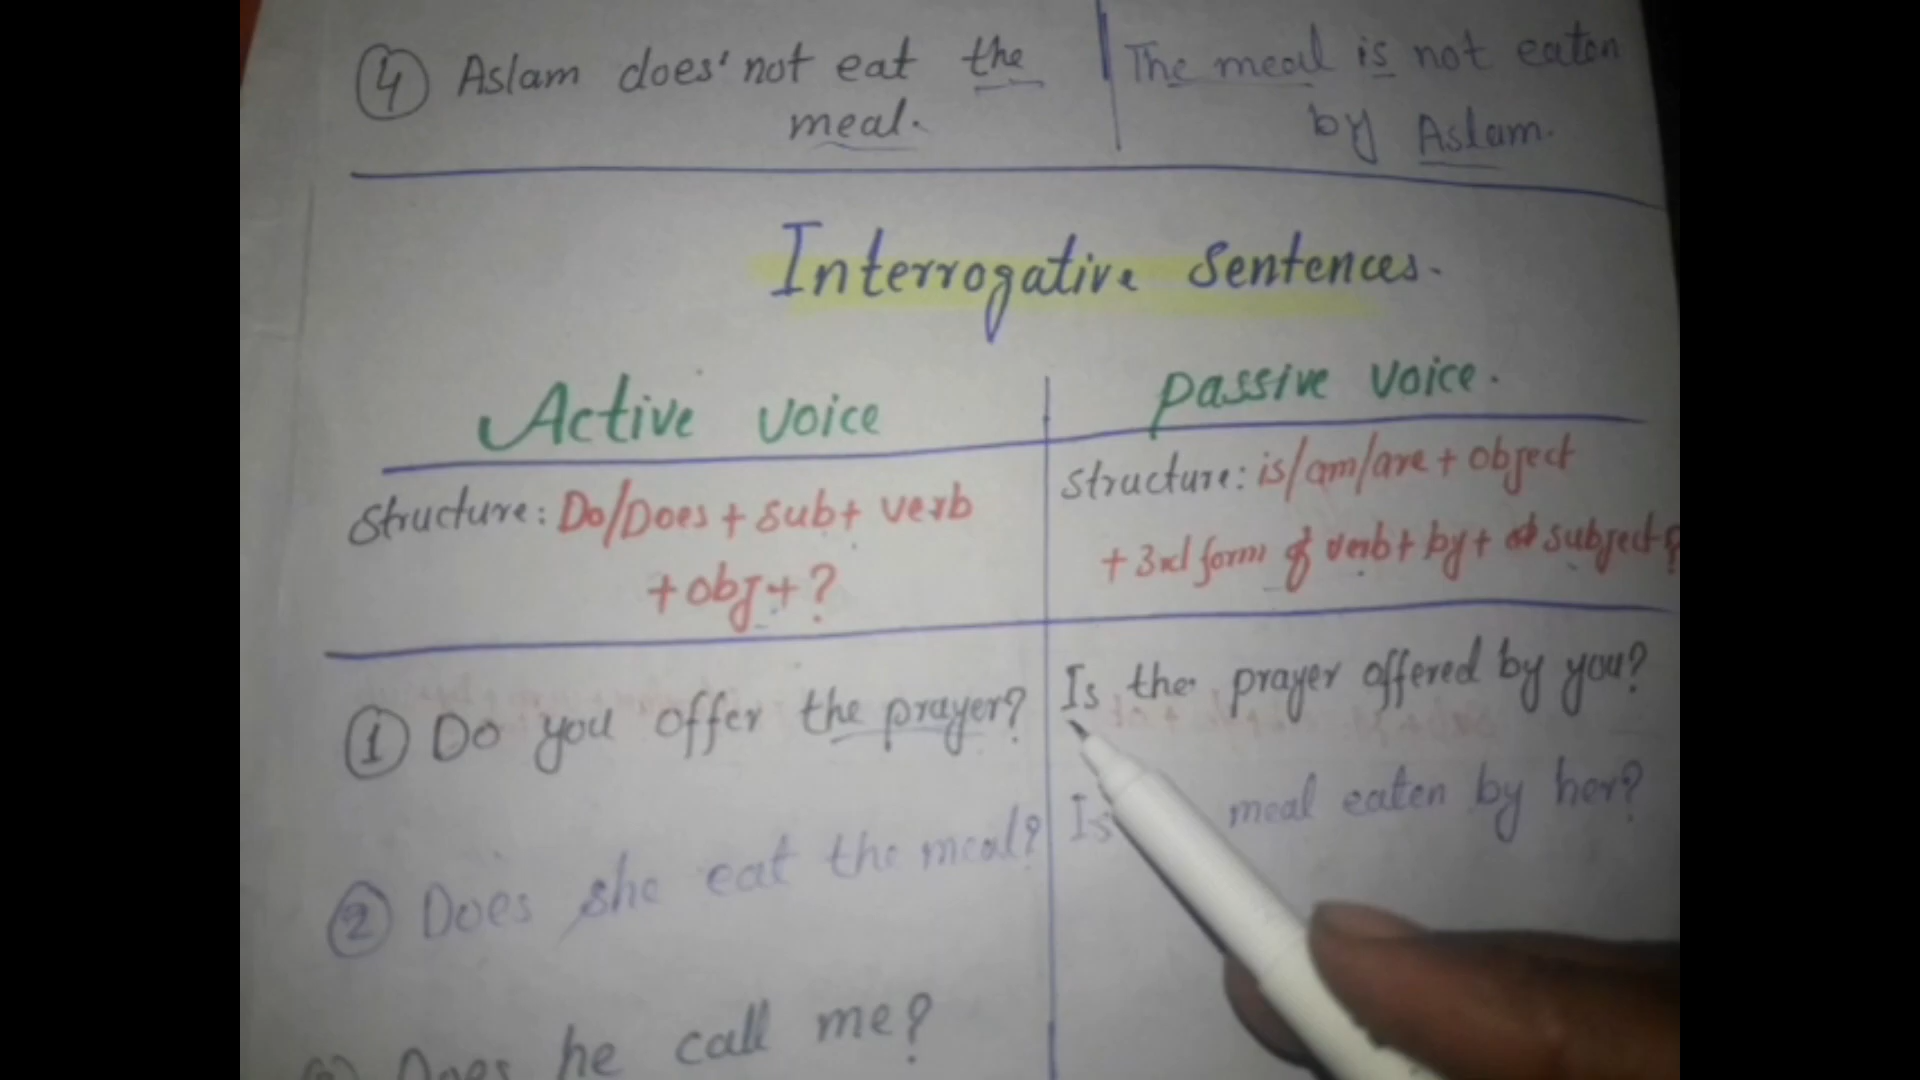 4 Aslam does' not eat the
meal.
The meal is not eaten
by Aslam.
Interrogative Sentences.
Active voice
Passive voice.
Structure: Do/Does + sub + verb
+ obj + ?
Structure: is/am/are + object
+ 3rd form of verb + by + subject?
1 Do you offer the prayer?
Is the prayer offered by you?
2 Does she eat the meal?
Is meal eaten by her?
Does he call me?